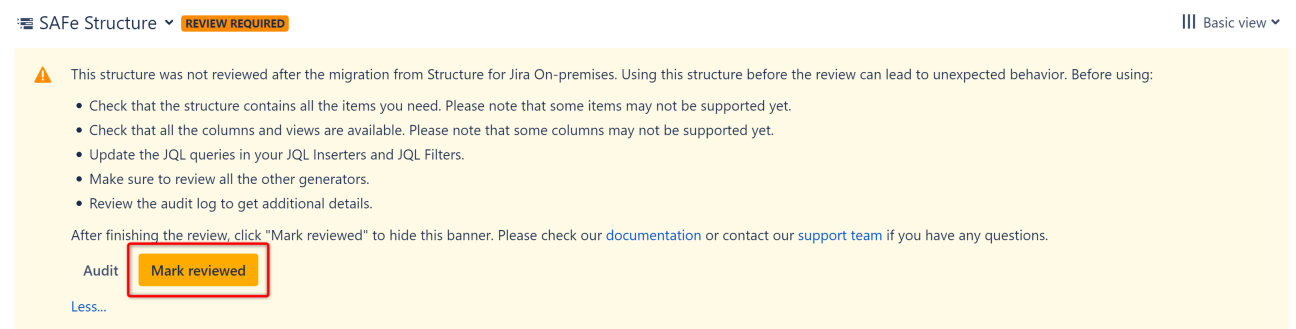 SAFe Structure REVIEW REQUIRED Basic view
This structure was not reviewed after the migration from Structure for Jira On-premises. Using this structure before the review can lead to unexpected behavior. Before using:
• Check that the structure contains all the items you need. Please note that some items may not be supported yet.
• Check that all the columns and views are available. Please note that some columns may not be supported yet.
• Update the JQL queries in your JQL Inserters and JQL Filters.
• Make sure to review all the other generators.
• Review the audit log to get additional details.
After finishing the review, click "Mark reviewed" to hide this banner. Please check our documentation or contact our support team if you have any questions.
Audit Mark reviewed
Less...